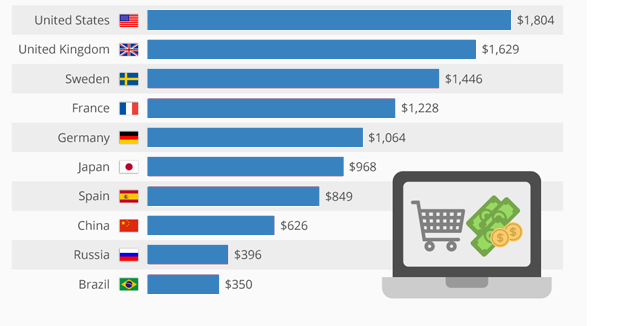 United States $1,804
United Kingdom $1,629
Sweden $1,446
France $1,228
Germany $1,064
Japan $968
Spain $849
China $626
Russia $396
Brazil $350
$
$